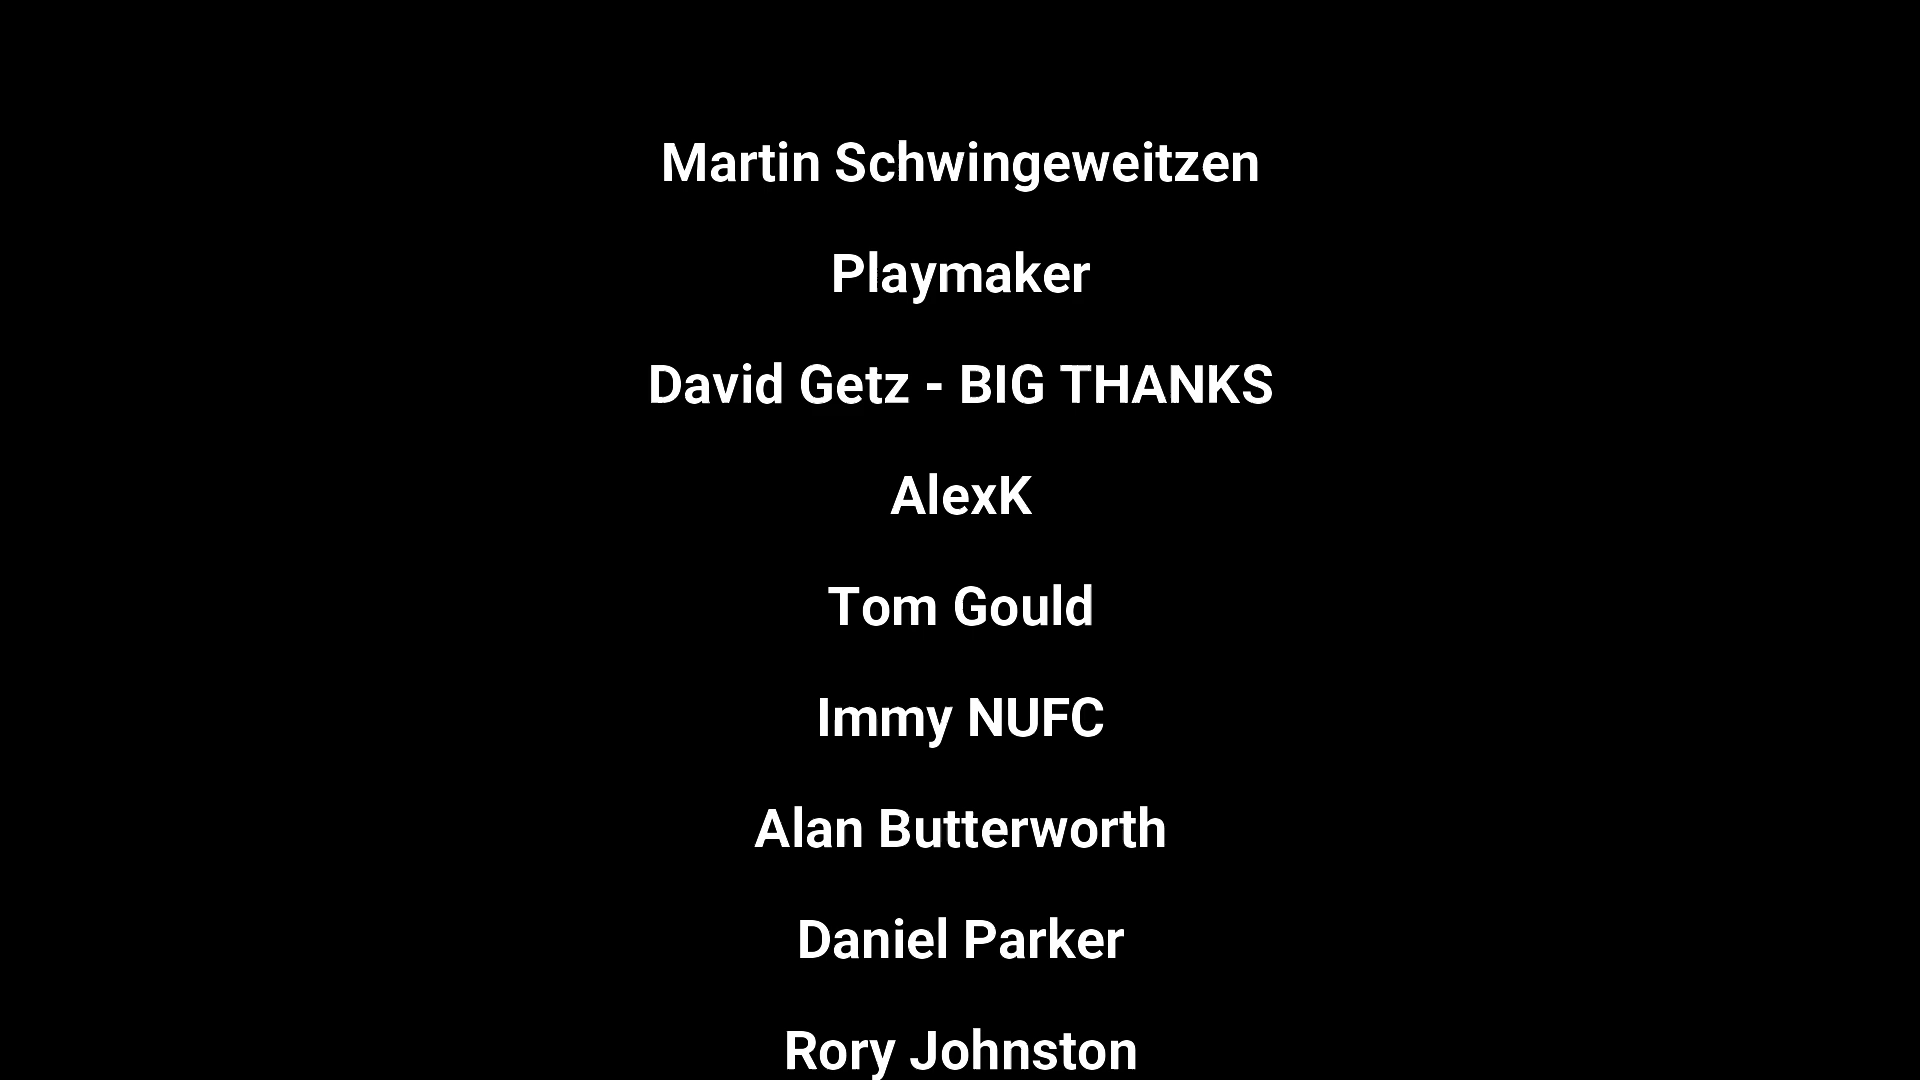 Martin Schwingeweitzen
Playmaker
David Getz - BIG THANKS
AlexK
Tom Gould
Immy NUFC
Alan Butterworth
Daniel Parker
Rory Johnston